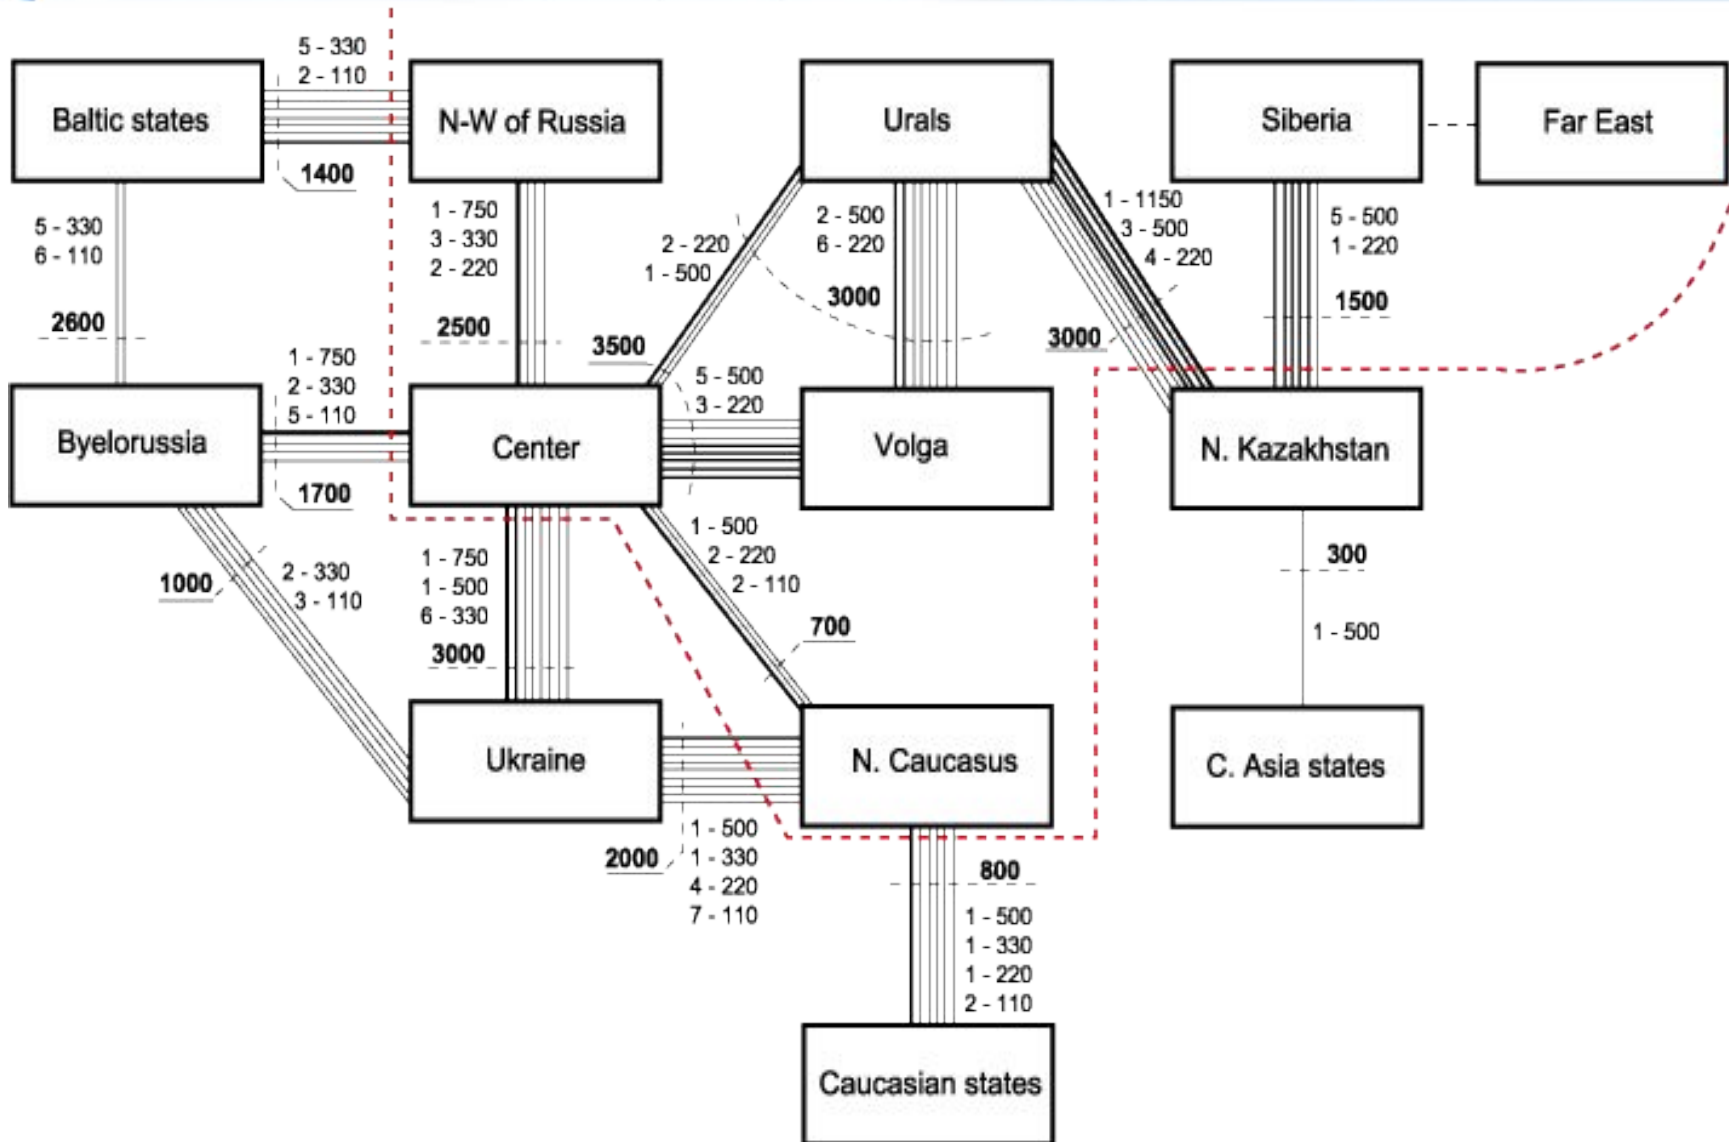 5 - 330
2 - 110
Baltic states
N-W of Russia
Urals
Siberia
Far East
1400
5 - 330
6 - 110
1 - 750
3 - 330
2 - 220
2 - 220
1 - 500
2 - 500
6 - 220
1 - 1150
3 - 500
4 - 220
5 - 500
1 - 220
2600
2500
3500
3000
3000
1500
1 - 750
2 - 330
5 - 110
5 - 500
3 - 220
Byelorussia
Center
Volga
N. Kazakhstan
1700
1000
2 - 330
3 - 110
1 - 750
1 - 500
6 - 330
3000
1 - 500
2 - 220
2 - 110
700
300
1 - 500
Ukraine
N. Caucasus
C. Asia states
2000
1 - 500
1 - 330
4 - 220
7 - 110
800
1 - 500
1 - 330
1 - 220
2 - 110
Caucasian states